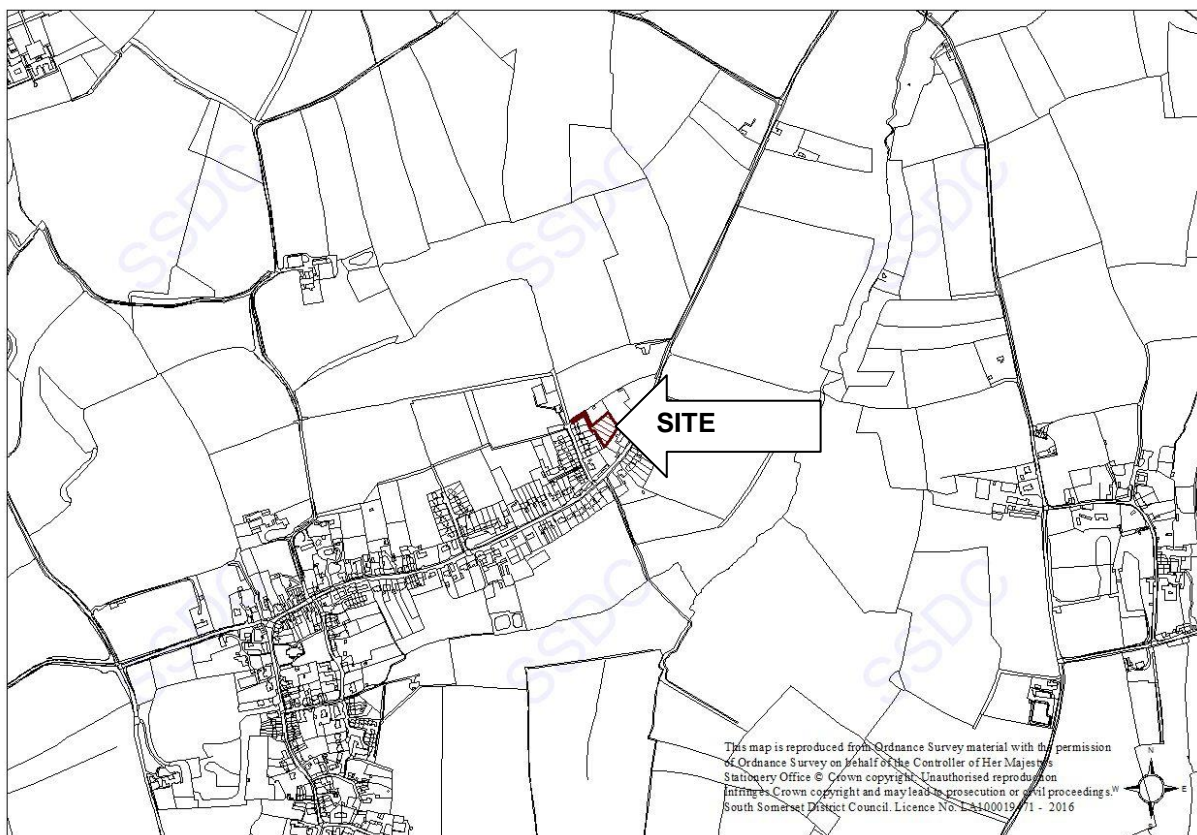 SSDC
SSDC
SSDC
SITE
SSDC
SSDC
SSDC
This map is reproduced from Ordnance Survey material with the permission
of Ordnance Survey on behalf of the Controller of Her Majesty's
Stationery Office © Crown copyright. Unauthorised reproduction
infringes Crown copyright and may lead to prosecution or civil proceedings.
South Somerset District Council. Licence No. - 2016
N
W
E